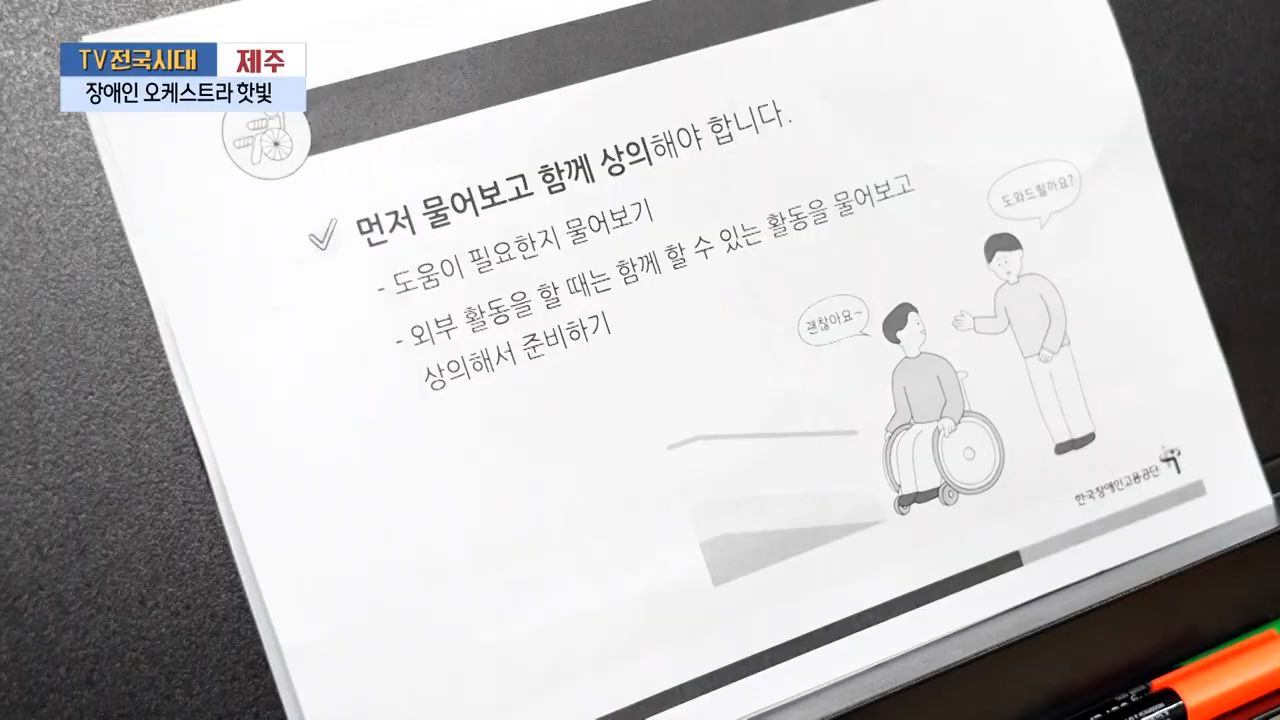 TV전국시대 제주
장애인 오케스트라 핫빛
먼저 물어보고 함께 상의해야 합니다.
- 도움이 필요한지 물어보기
- 외부 활동을 할 때는 함께 할 수 있는 활동을 물어보고
상의해서 준비하기
도와드릴까요?
괜찮아요~
한국장애인고용공단